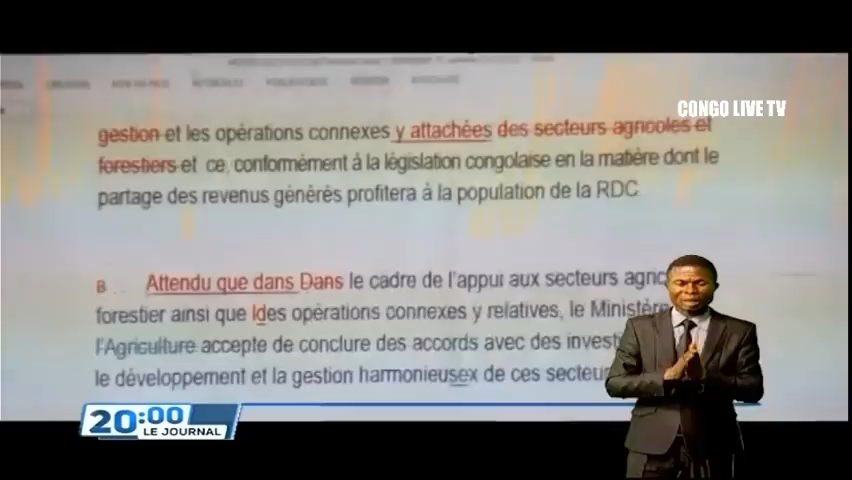 CONGO LIVE TV
gestion et les opérations connexes y attachées des secteurs agricoles et
forestiers et ce, conformément à la législation congolaise en la matière dont le
partage des revenus générés profitera à la population de la RDC
B Attendu que dans Dans le cadre de l'appui aux secteurs agric
forestier ainsi que ldes opérations connexes y relatives, le Ministère
l'Agriculture accepte de conclure des accords avec des invest
le développement et la gestion harmonieusex de ces secteu
20:00
LE JOURNAL